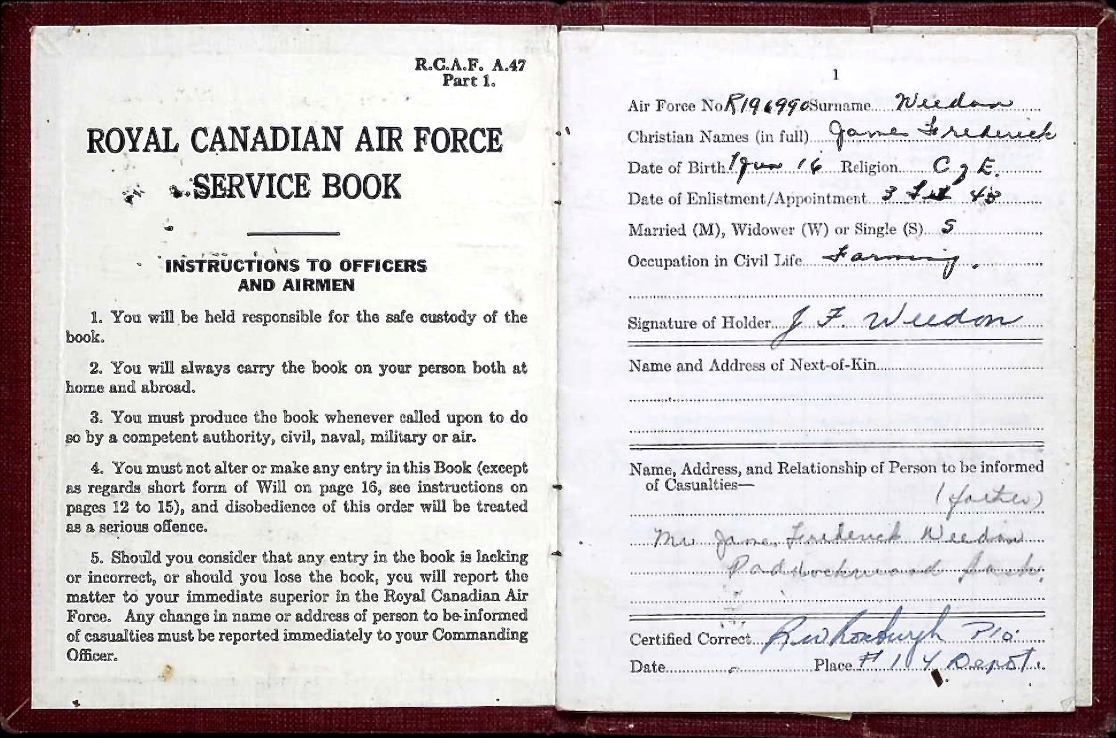 R.C.A.F. A.47
Part 1.
ROYAL CANADIAN AIR FORCE
SERVICE BOOK
INSTRUCTIONS TO OFFICERS
AND AIRMEN
1. You will be held responsible for the safe custody of the
book.
2. You will always carry the book on your person both at
home and abroad.
3. You must produce the book whenever called upon to do
so by a competent authority, civil, naval, military or air.
4. You must not alter or make any entry in this Book (except
as regards short form of Will on page 16, see instructions on
pages 12 to 15), and disobedience of this order will be treated
as a serious offence.
5. Should you consider that any entry in the book is lacking
or incorrect, or should you lose the book, you will report the
matter to your immediate superior in the Royal Canadian Air
Force. Any change in name or address of person to be informed
of casualties must be reported immediately to your Commanding
Officer.
1
Air Force No R196990 Surname Weedon
Christian Names (in full) James Frederick
Date of Birth 1 16 Religion C of E.
Date of Enlistment/Appointment 3 43
Married (M), Widower (W) or Single (S) S
Occupation in Civil Life Farming.
Signature of Holder J F. Weedon
Name and Address of Next-of-Kin
Name, Address, and Relationship of Person to be informed
of Casualties—
(father)
Mr James Frederick Weedon
Paddockwood Sask.
Certified Correct RW Roxburgh P/O
Date Place # 1 Y Depot.